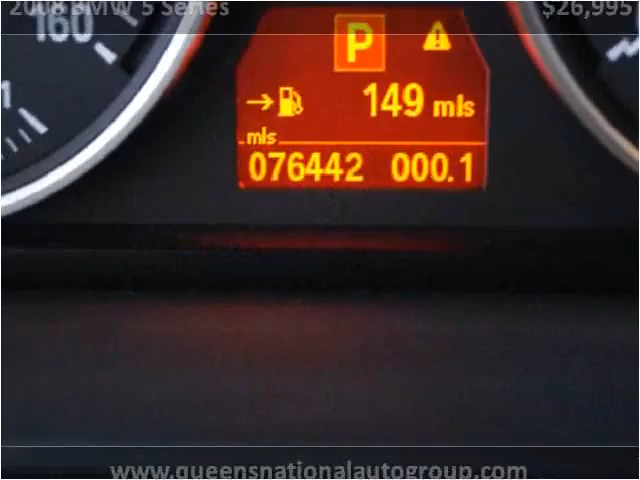 2008 BMW 5 Series $26,995
160
P
149 mls
mls
076442 000.1
www.queensnationalautogroup.com